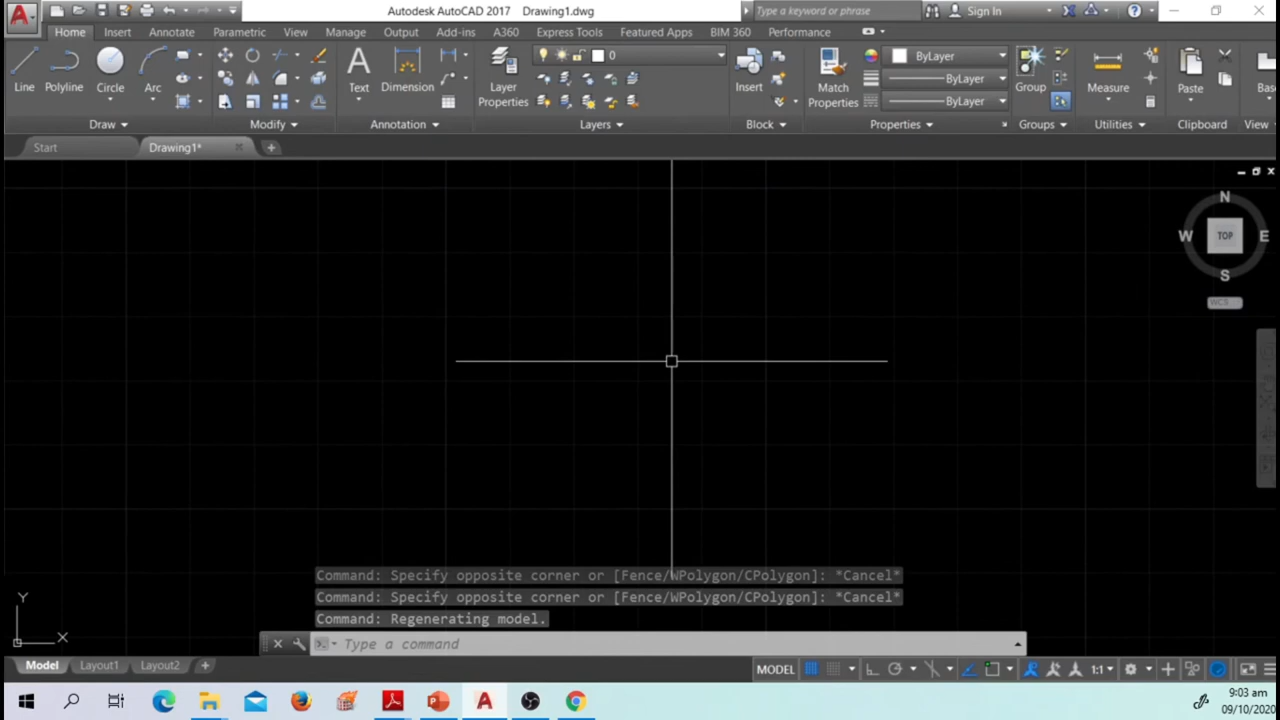 Autodesk AutoCAD 2017 Drawing1.dwg
Type a keyword or phrase
Sign In
Home Insert Annotate Parametric View Manage Output Add-ins A360 Express Tools Featured Apps BIM 360 Performance
0
ByLayer
ByLayer
ByLayer
Line Polyline Circle Arc
Text Dimension
Layer
Properties
Insert
Match
Properties
Group
Measure
Paste
Draw Modify Annotation Layers Block Properties Groups Utilities Clipboard View
Start Drawing1*
N
W TOP E
S
WCS
Command: Specify opposite corner or [Fence/WPolygon/CPolygon]: *Cancel*
Command: Specify opposite corner or [Fence/WPolygon/CPolygon]: *Cancel*
Command: Regenerating model.
Y
X
Type a command
Model Layout1 Layout2
MODEL 1:1
9:03 am
09/10/2020